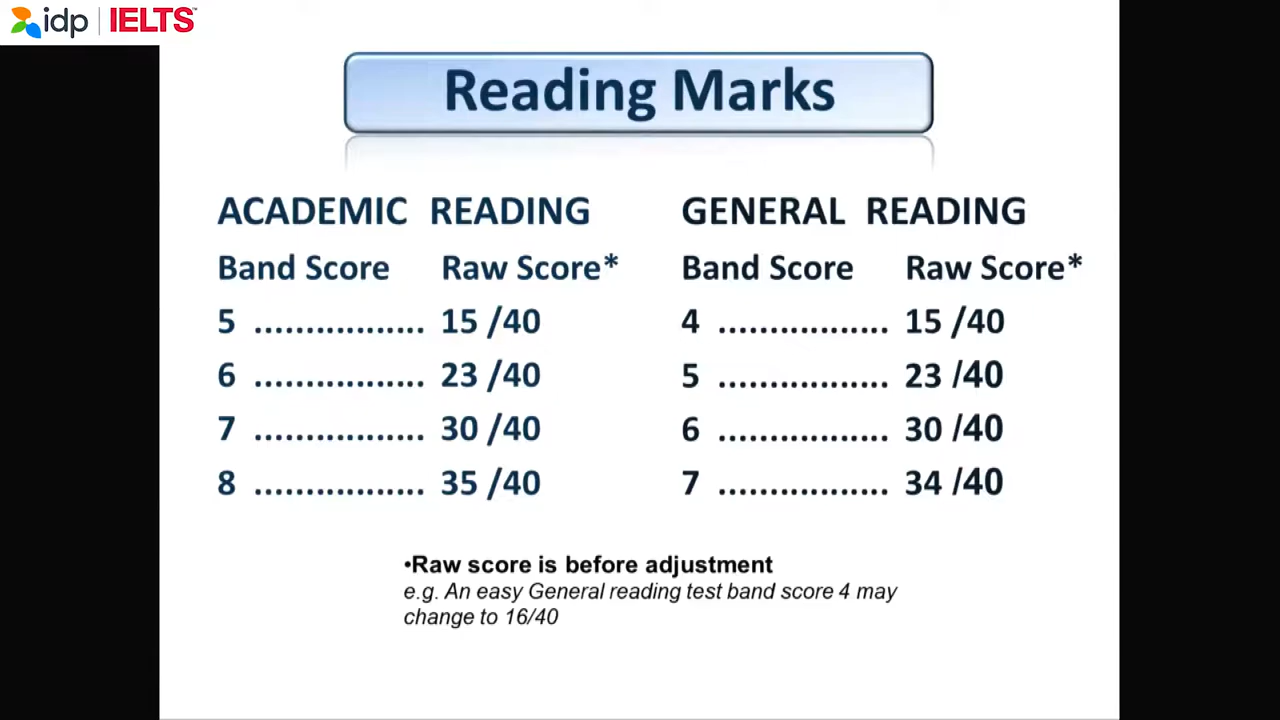 idp | IELTS™
Reading Marks
ACADEMIC READING
Band Score Raw Score*
5 ................. 15 /40
6 ................. 23 /40
7 ................. 30 /40
8 ................. 35 /40
GENERAL READING
Band Score Raw Score*
4 ................. 15 /40
5 ................. 23 /40
6 ................. 30 /40
7 ................. 34 /40
•Raw score is before adjustment
e.g. An easy General reading test band score 4 may
change to 16/40